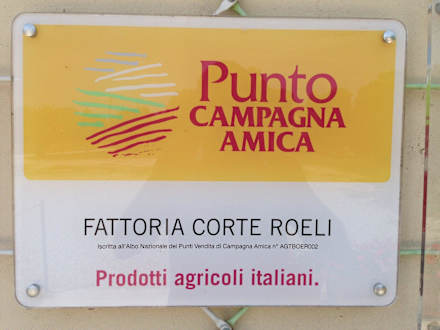 Punto
CAMPAGNA
AMICA
FATTORIA CORTE ROELI
Iscritta all'Albo Nazionale dei Punti Vendita di Campagna Amica n° AGTBOER002
Prodotti agricoli italiani.